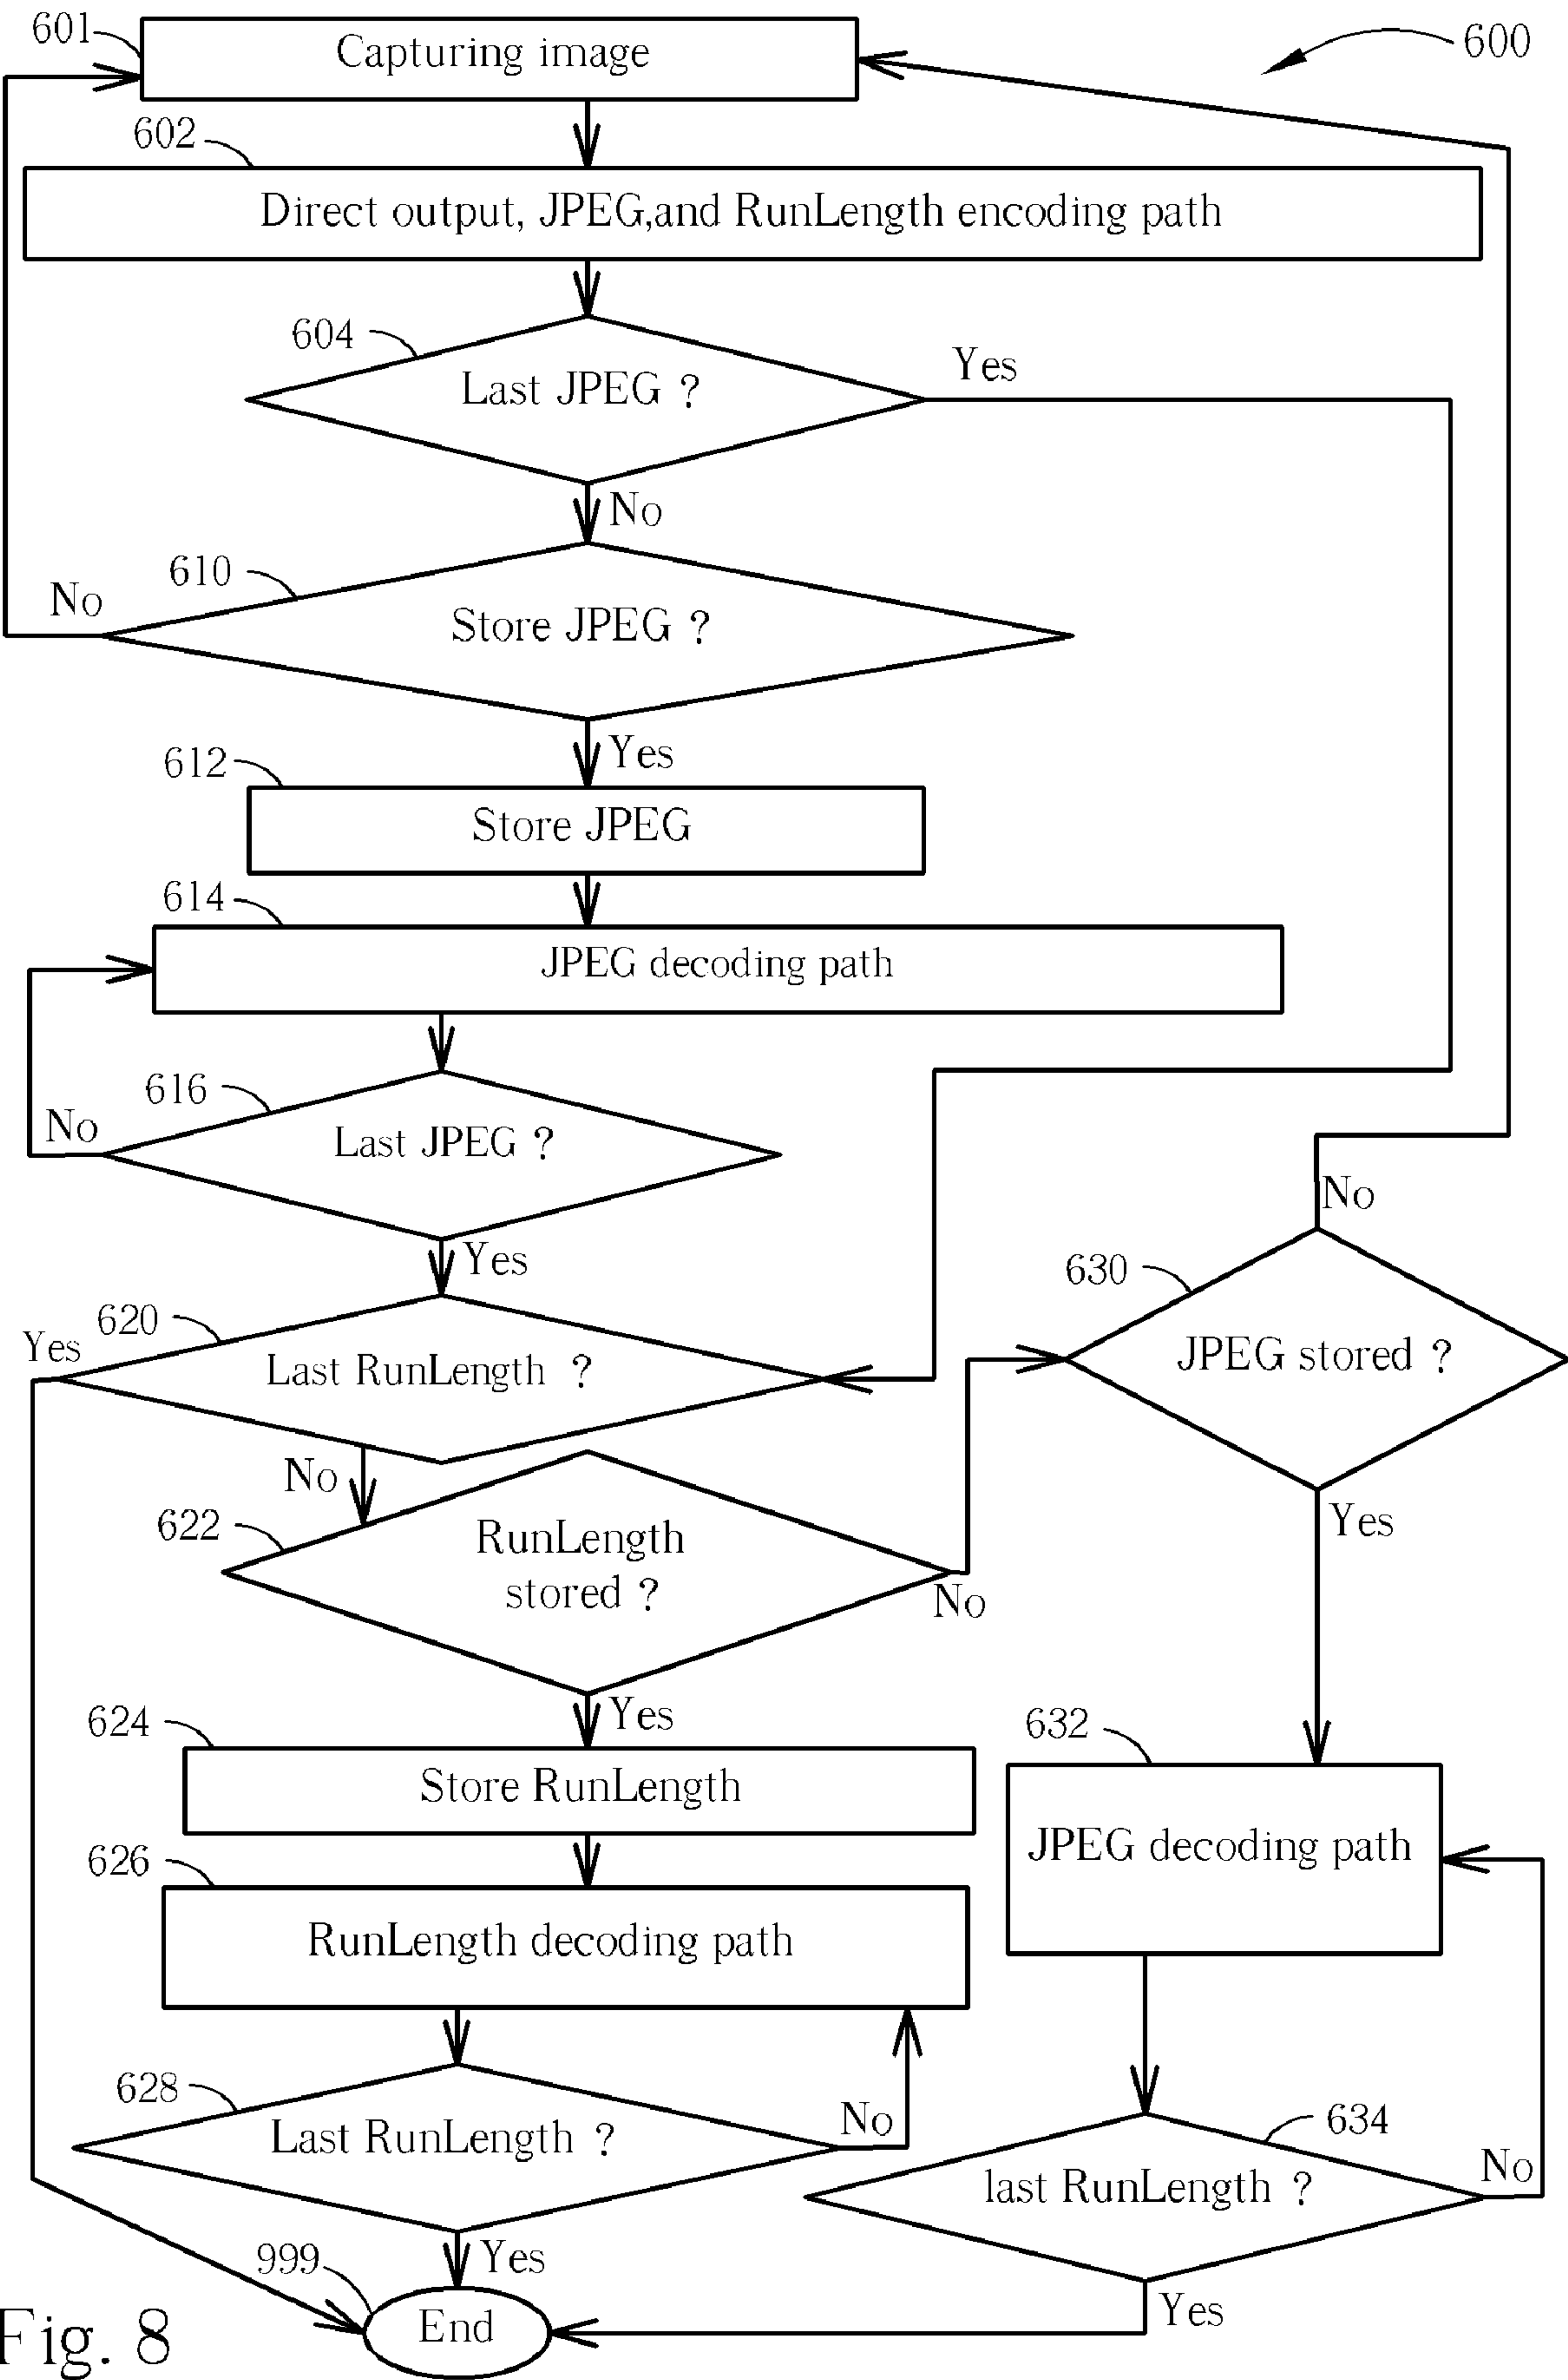 601
Capturing image
600
602
Direct output, JPEG,and RunLength encoding path
604
Last JPEG ?
Yes
No
610
No
Store JPEG ?
Yes
612
Store JPEG
614
JPEG decoding path
616
No
Last JPEG ?
Yes
No
630
JPEG stored ?
Yes
620
Yes
Last RunLength ?
No
622
RunLength
stored ?
No
Yes
624
Store RunLength
632
JPEG decoding path
626
RunLength decoding path
628
Last RunLength ?
No
634
last RunLength ?
No
Yes
999
End
Yes
Fig. 8